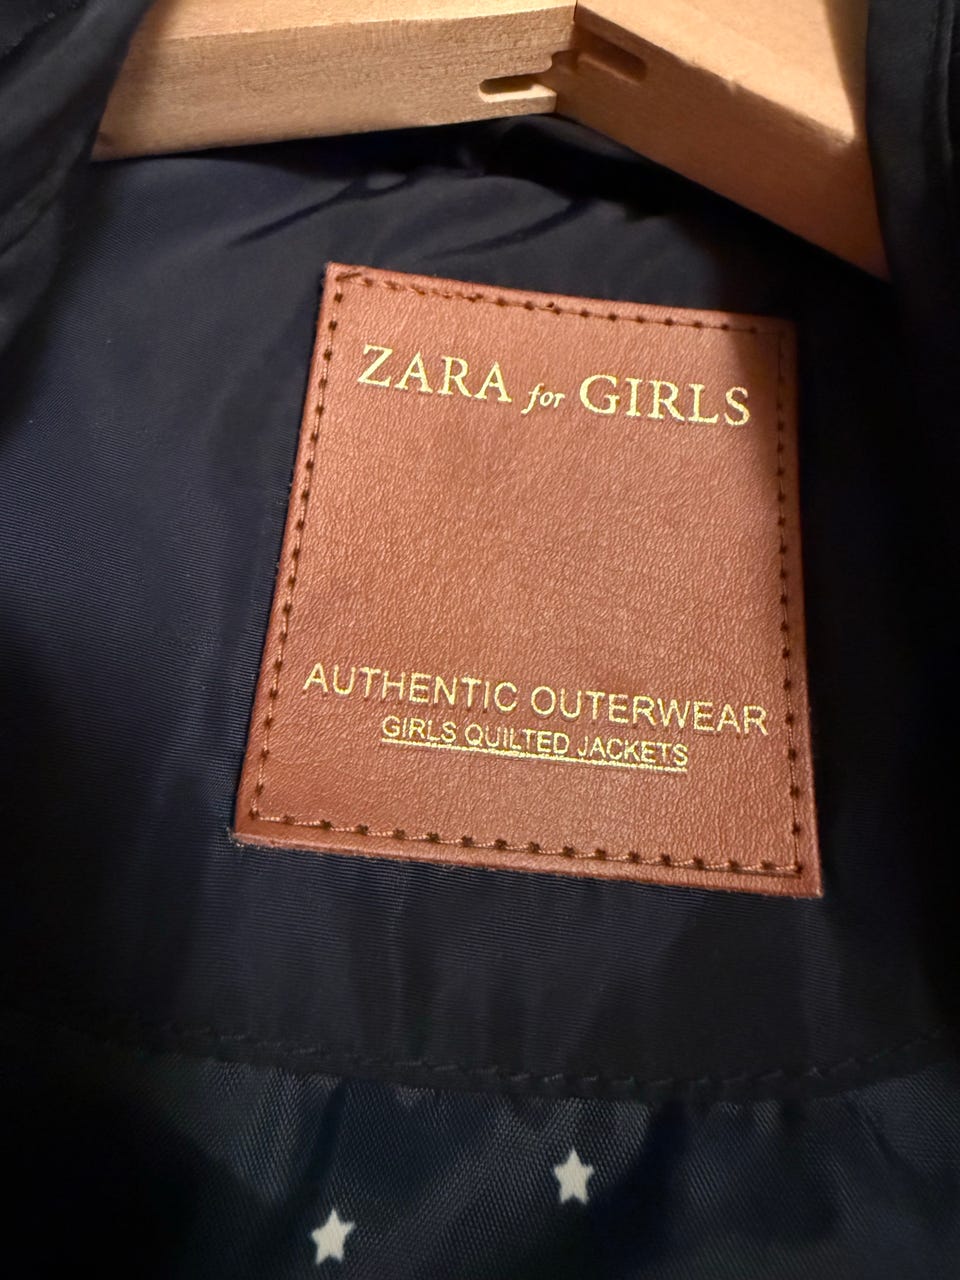 ZARA for GIRLS
AUTHENTIC OUTERWEAR
GIRLS QUILTED JACKETS